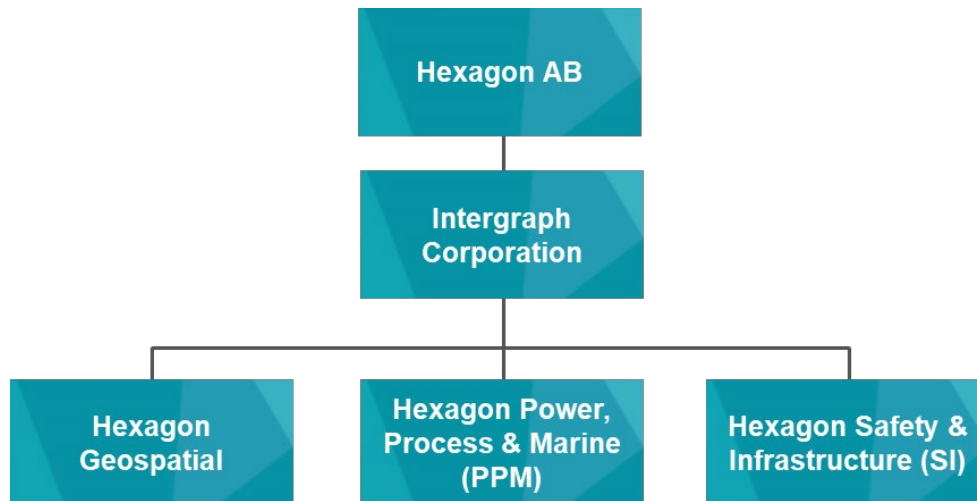 Hexagon AB
Intergraph
Corporation
Hexagon
Geospatial
Hexagon Power,
Process & Marine
(PPM)
Hexagon Safety &
Infrastructure (SI)